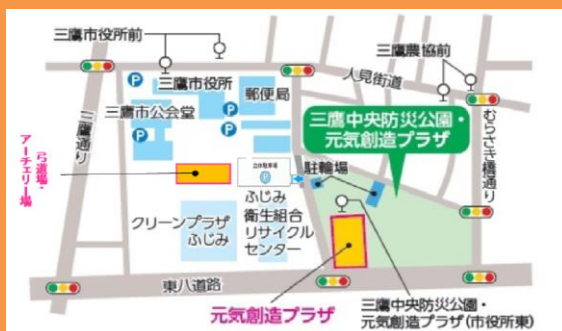 三鷹市役所前
三鷹農協前
人見街道
三鷹市役所
郵便局
三鷹市公会堂
三鷹中央防災公園・
元気創造プラザ
むらさき橋通り
三鷹通り
弓道場・
アーチェリー場
立体駐車場
駐輪場
P
P
P
P
P
クリーンプラザ
ふじみ
ふじみ
衛生組合
リサイクル
センター
東八道路
元気創造プラザ
三鷹中央防災公園・
元気創造プラザ(市役所東)